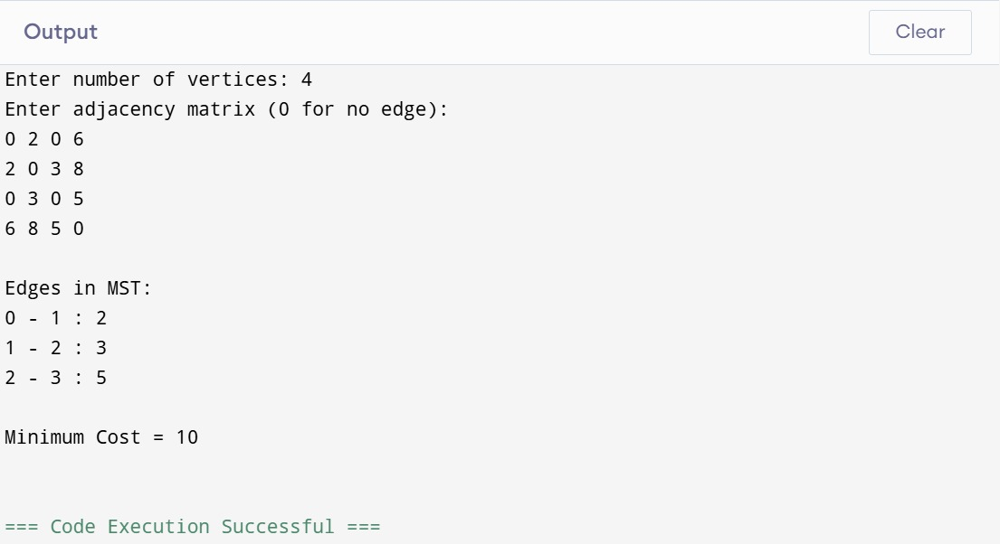 Output
Clear
Enter number of vertices: 4
Enter adjacency matrix (0 for no edge):
0 2 0 6
2 0 3 8
0 3 0 5
6 8 5 0
Edges in MST:
0 - 1 : 2
1 - 2 : 3
2 - 3 : 5
Minimum Cost = 10
=== Code Execution Successful ===